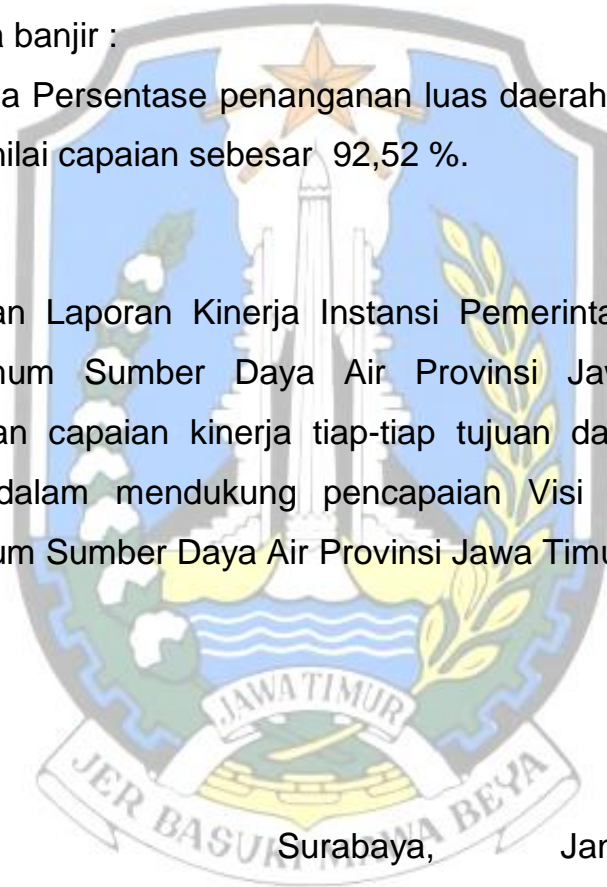 a banjir :
a Persentase penanganan luas daerah
nilai capaian sebesar 92,52 %.
an Laporan Kinerja Instansi Pemerinta
num Sumber Daya Air Provinsi Jaw
an capaian kinerja tiap-tiap tujuan da
dalam mendukung pencapaian Visi
um Sumber Daya Air Provinsi Jawa Timu
JAWA TIMUR
JER BASUKI MAWA BEYA
Surabaya, Jan